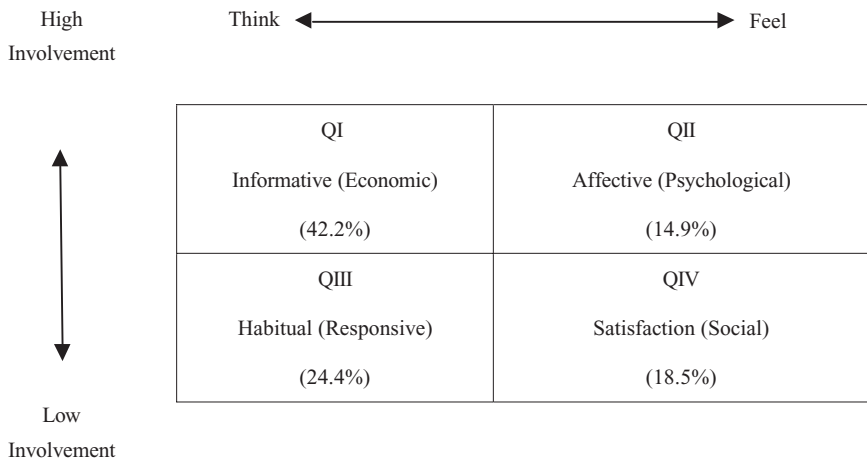 High
Involvement
Think
Feel
QI
Informative (Economic)
(42.2%)
QII
Affective (Psychological)
(14.9%)
QIII
Habitual (Responsive)
(24.4%)
QIV
Satisfaction (Social)
(18.5%)
Low
Involvement